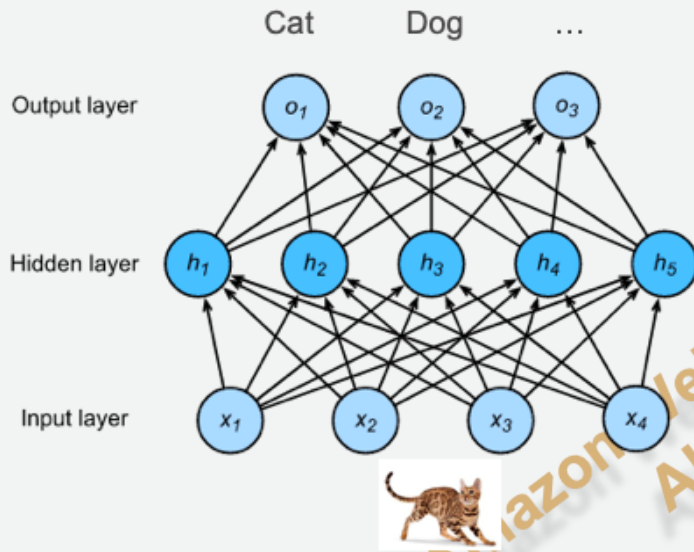 Cat Dog ...
Output layer o1 o2 o3
Hidden layer h1 h2 h3 h4 h5
Input layer x1 x2 x3 x4